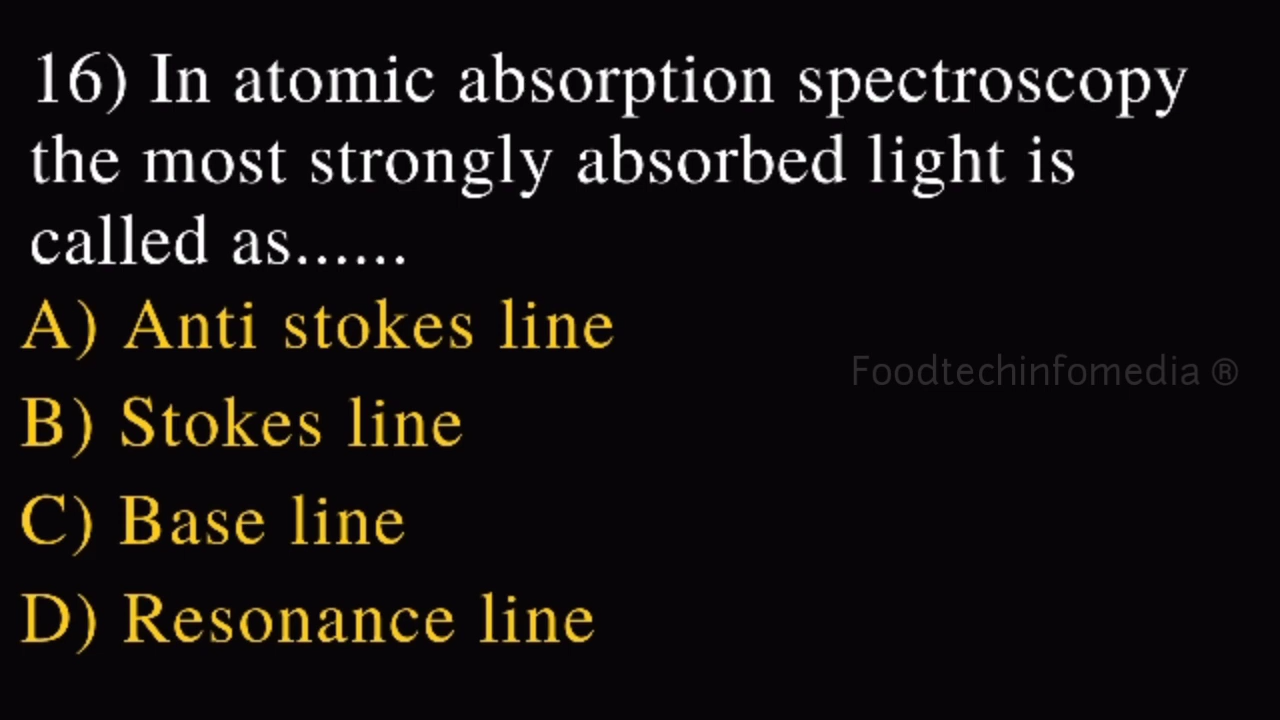 16) In atomic absorption spectroscopy
the most strongly absorbed light is
called as......
A) Anti stokes line
Foodtechinfomedia ®
B) Stokes line
C) Base line
D) Resonance line